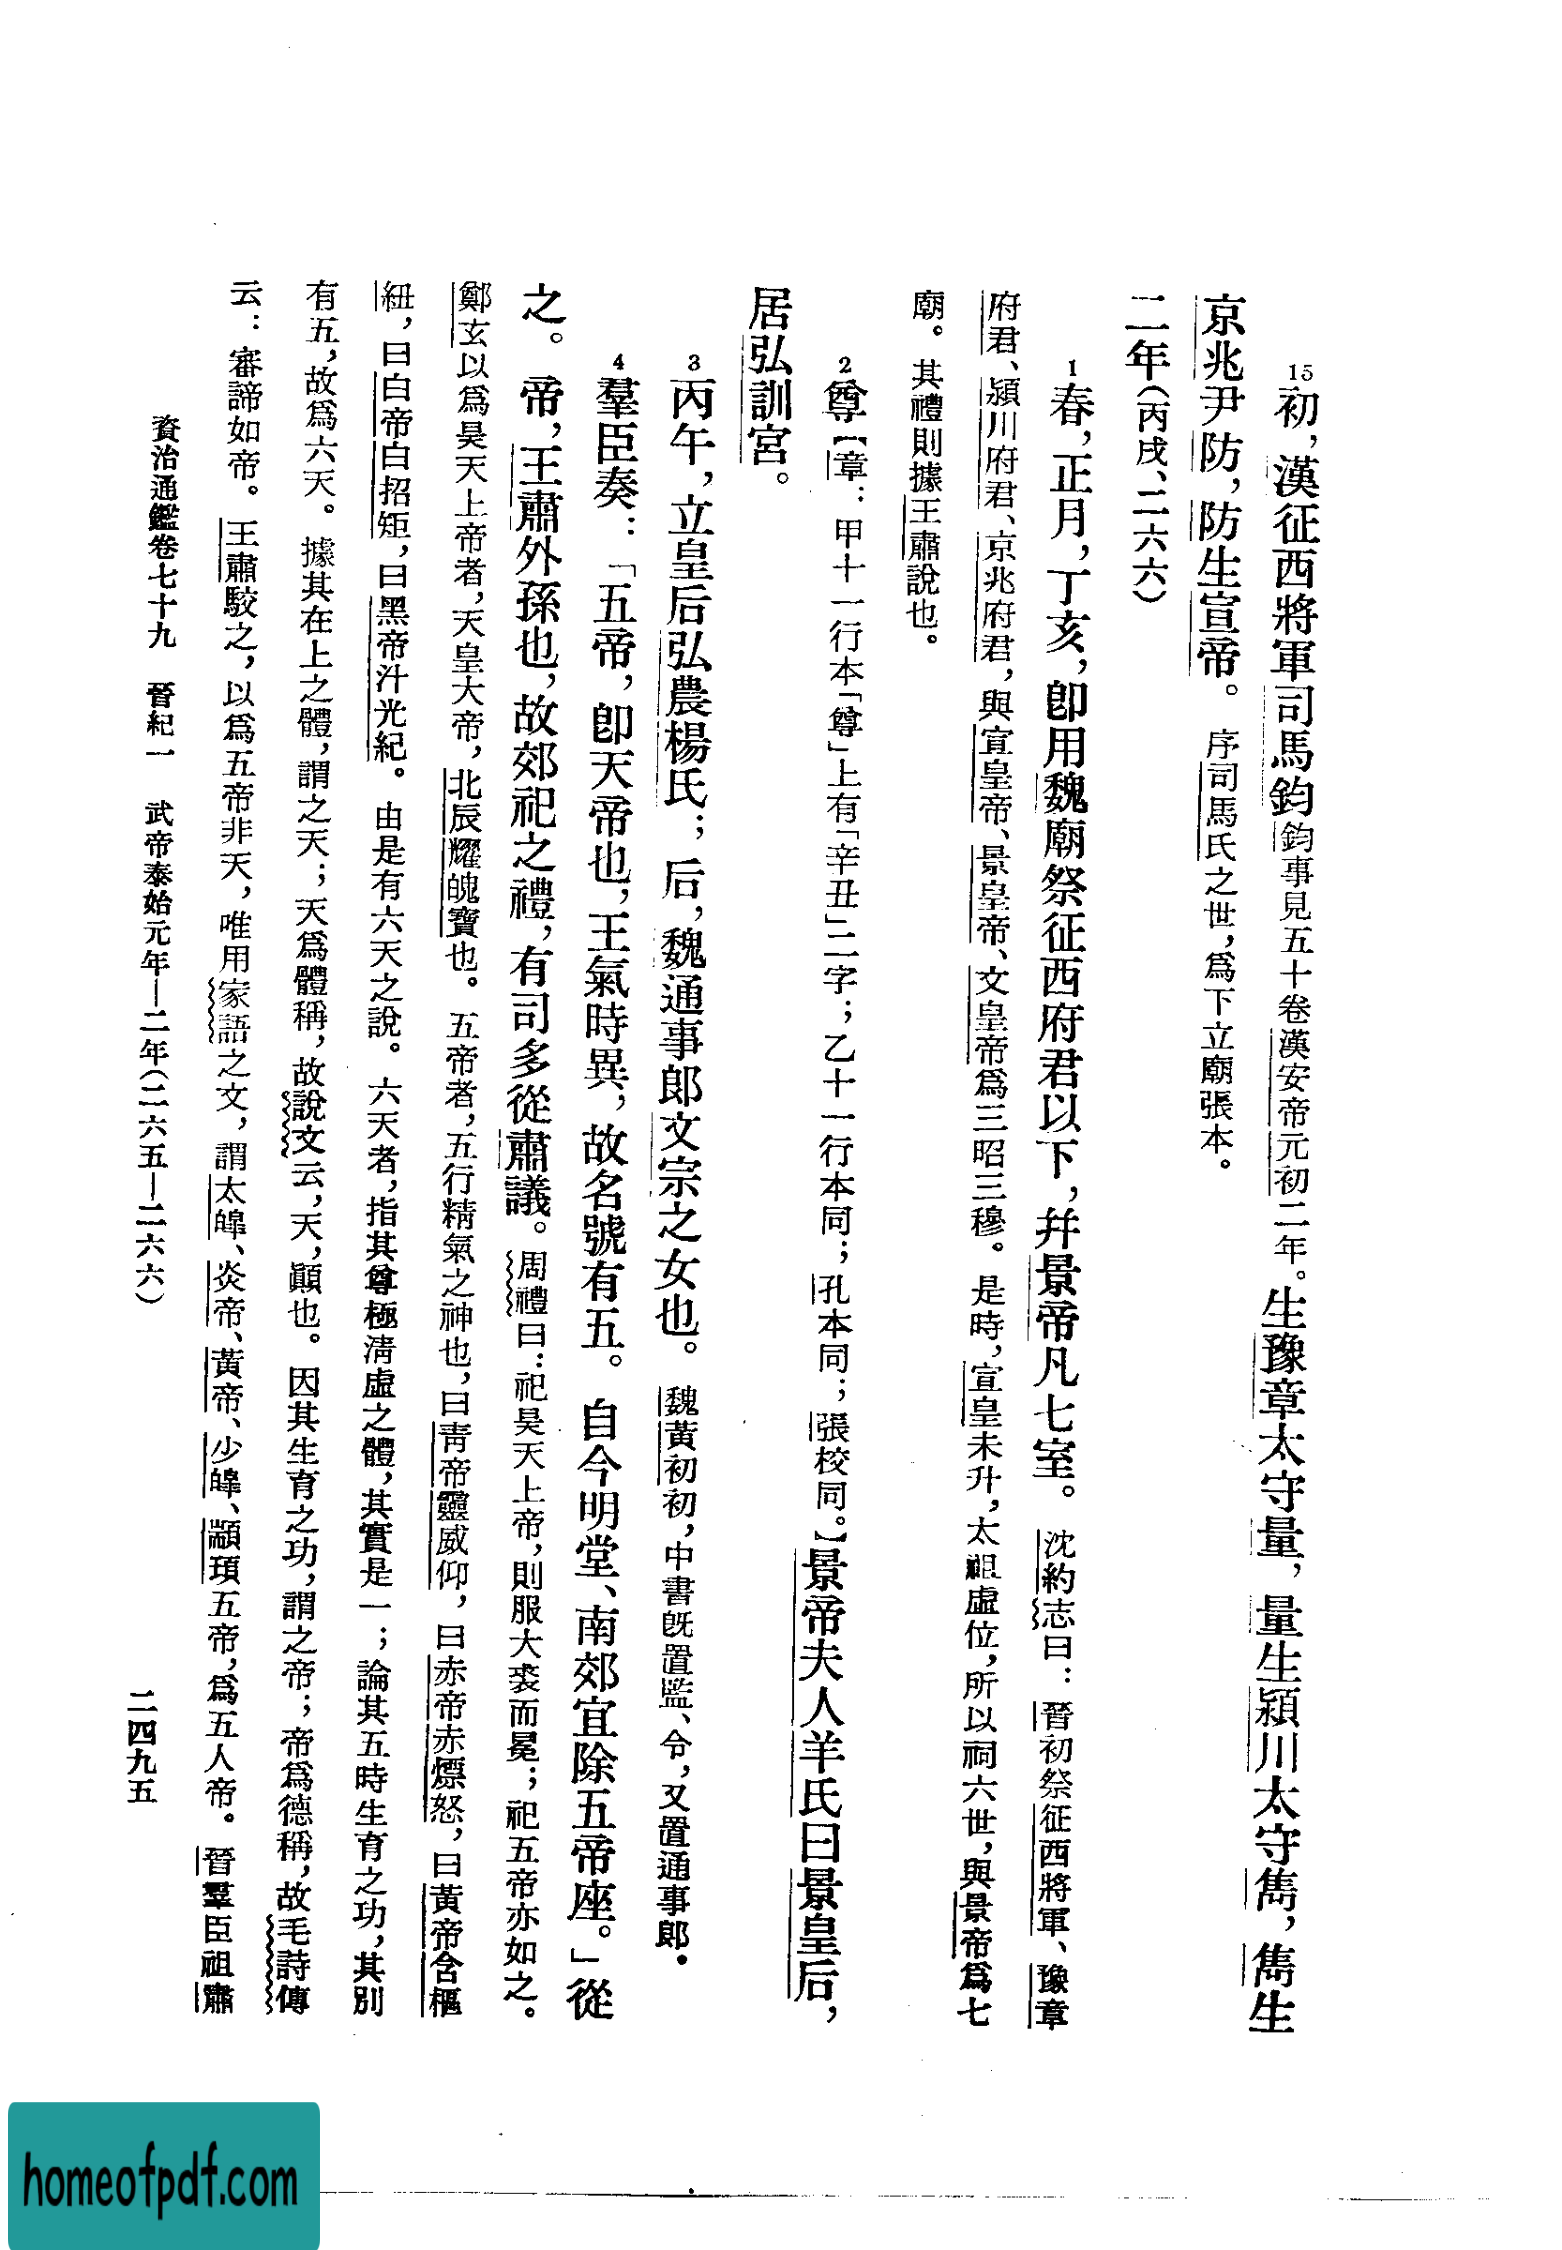 15初，漢征西將軍司馬鈞鈞事見五十卷漢安帝元初二年。生豫章太守量，量生潁川太守雋，雋生
京兆尹防，防生宣帝。序司馬氏之世，爲下立廟張本。
二年（丙戌、二六六）
1春，正月，丁亥，卽用魏廟祭征西府君以下，幷景帝凡七室。沈約志曰：晉初祭征西將軍、豫章
府君、潁川府君、京兆府君，與宣皇帝、景皇帝、文皇帝爲三昭三穆。是時，宣皇未升，太祖虛位，所以祠六世，與景帝爲七
廟。其禮則據王肅說也。
2尊【章：甲十一行本「尊」上有「辛丑」二字；乙十一行本同；孔本同；張校同。】景帝夫人羊氏曰景皇后，
居弘訓宮。
3丙午，立皇后弘農楊氏；后，魏通事郎文宗之女也。魏黃初初，中書旣置監、令，又置通事郎。
4羣臣奏：「五帝，卽天帝也，王氣時異，故名號有五。自今明堂、南郊宜除五帝座。」從
之。帝，王肅外孫也，故郊祀之禮，有司多從肅議。周禮曰：祀昊天上帝，則服大裘而冕；祀五帝亦如之。
鄭玄以爲昊天上帝者，天皇大帝，北辰耀魄寶也。五帝者，五行精氣之神也，曰靑帝靈威仰，曰赤帝赤熛怒，曰黃帝含樞
紐，曰白帝白招矩，曰黑帝汁光紀。由是有六天之說。六天者，指其尊極淸虛之體，其實是一；論其五時生育之功，其別
有五，故爲六天。據其在上之體，謂之天；天爲體稱，故說文云，天，顚也。因其生育之功，謂之帝；帝爲德稱，故毛詩傳
云：審諦如帝。王肅駮之，以爲五帝非天，唯用家語之文，謂太皞、炎帝、黃帝、少皞、顓頊五帝，爲五人帝。晉羣臣祖肅
資治通鑑卷七十九　晉紀一　武帝泰始元年—二年（二六五—二六六）　二四九五
homeofpdf.com